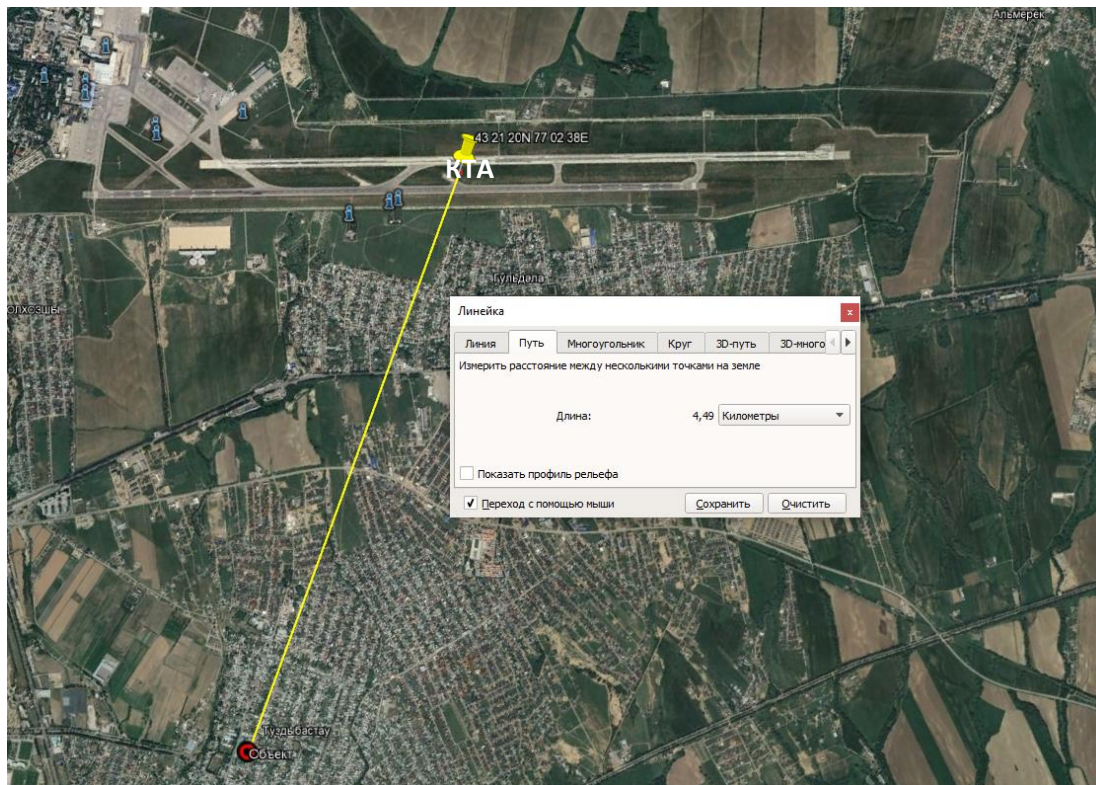 Альмерек
43 21 20N 77 02 38E
КТА
Гульдала
ОЛХОЗШЫ
Линейка
x
Линия Путь Многоугольник Круг 3D-путь 3D-много
Измерить расстояние между несколькими точками на земле
Длина: 4,49 Километры
Показать профиль рельефа
Переход с помощью мыши Сохранить Очистить
Туздыбастау
Объект